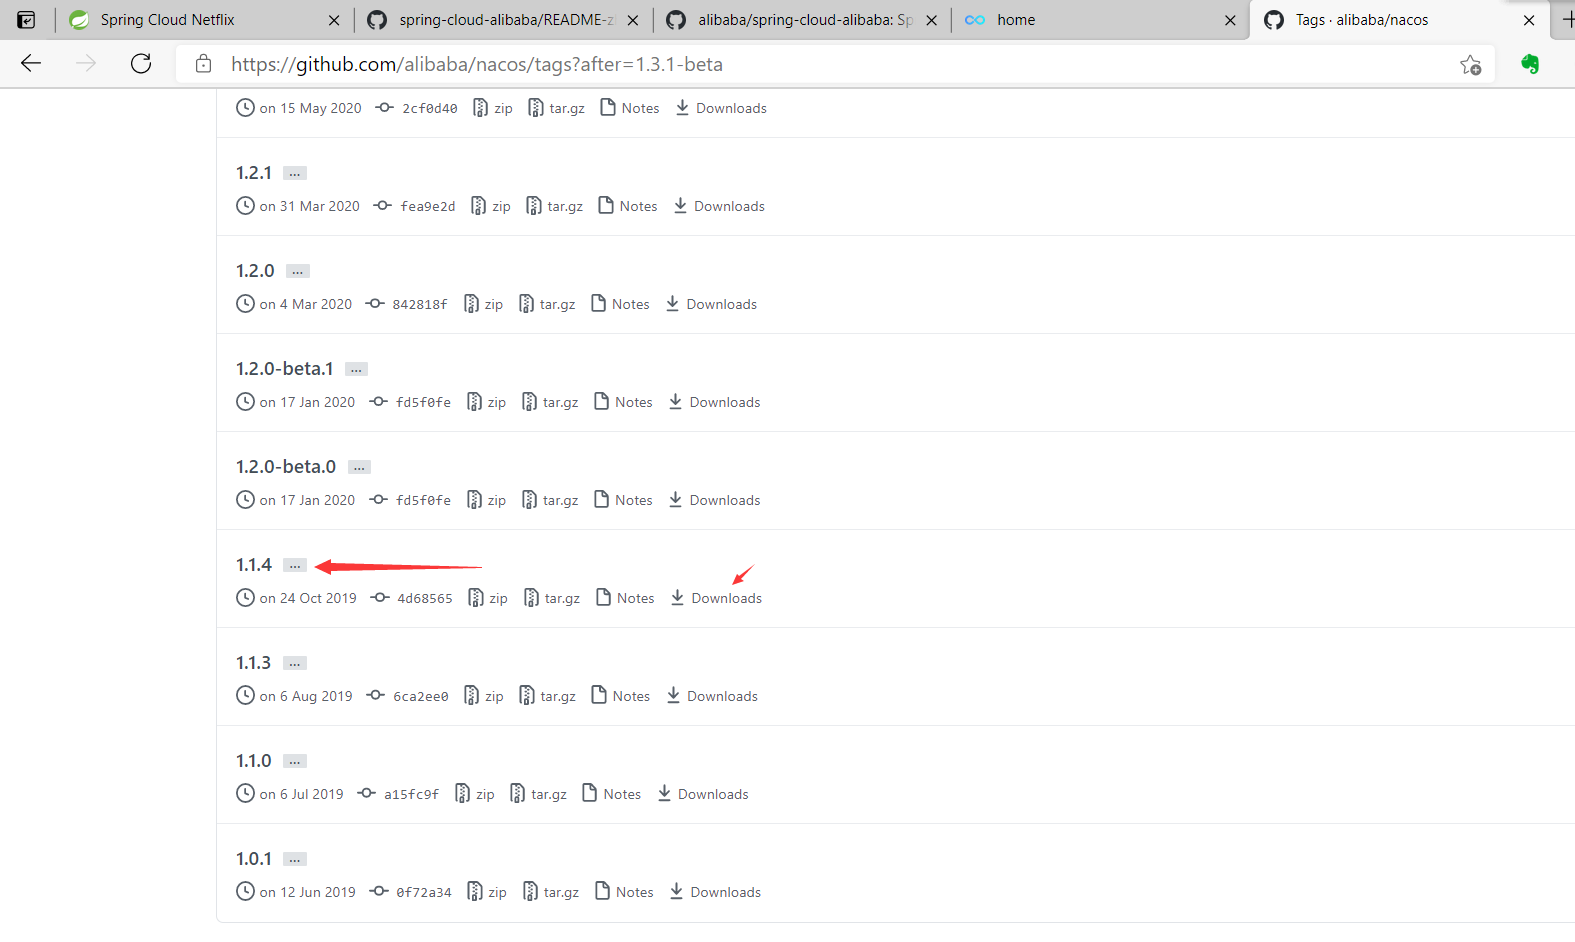 Spring Cloud Netflix
spring-cloud-alibaba/README-z
alibaba/spring-cloud-alibaba: Sp
home
Tags · alibaba/nacos
https://github.com/alibaba/nacos/tags?after=1.3.1-beta
on 15 May 2020 2cf0d40 zip tar.gz Notes Downloads
1.2.1 ...
on 31 Mar 2020 fea9e2d zip tar.gz Notes Downloads
1.2.0 ...
on 4 Mar 2020 842818f zip tar.gz Notes Downloads
1.2.0-beta.1 ...
on 17 Jan 2020 fd5f0fe zip tar.gz Notes Downloads
1.2.0-beta.0 ...
on 17 Jan 2020 fd5f0fe zip tar.gz Notes Downloads
1.1.4 ...
on 24 Oct 2019 4d68565 zip tar.gz Notes Downloads
1.1.3 ...
on 6 Aug 2019 6ca2ee0 zip tar.gz Notes Downloads
1.1.0 ...
on 6 Jul 2019 a15fc9f zip tar.gz Notes Downloads
1.0.1 ...
on 12 Jun 2019 0f72a34 zip tar.gz Notes Downloads